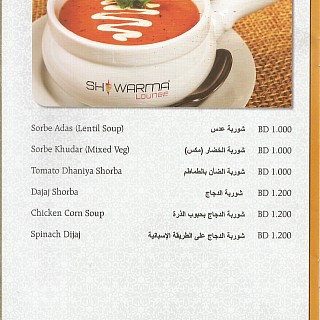 SHAWARMA
LOUNGE
Sorbe Adas (Lentil Soup) شوربة عدس BD 1.000
Sorbe Khudar (Mixed Veg) شوربة الخضار (مكس) BD 1.000
Tomato Dhaniya Shorba شوربة الضان بالطماطم BD 1.000
Dajaj Shorba شوربة الدجاج BD 1.200
Chicken Corn Soup شوربة الدجاج بحبوب الذرة BD 1.200
Spinach Dijaj شوربة الدجاج على الطريقة الإسبانية BD 1.200